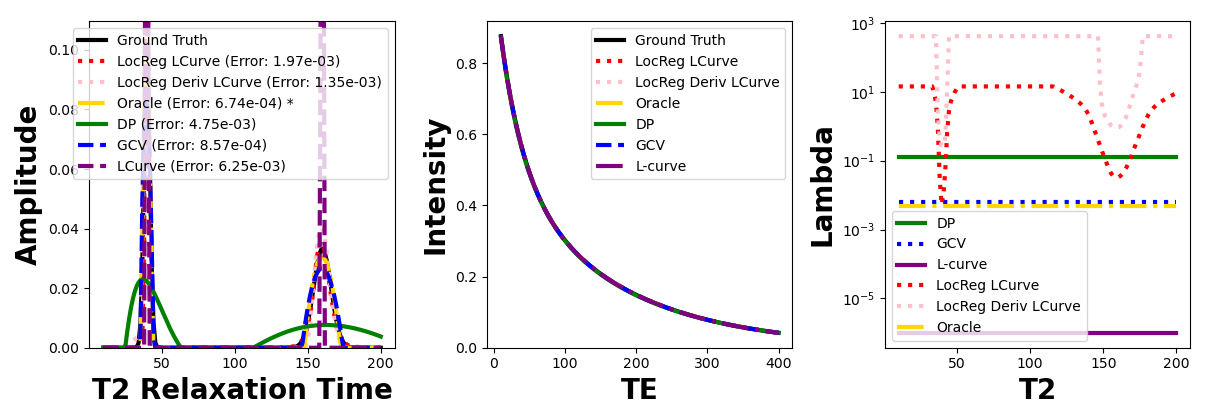 Amplitude
0.10
0.08
0.06
0.04
0.02
0.00
Ground Truth
LocReg LCurve (Error: 1.97e-03)
LocReg Deriv LCurve (Error: 1.35e-03)
Oracle (Error: 6.74e-04) *
DP (Error: 4.75e-03)
GCV (Error: 8.57e-04)
LCurve (Error: 6.25e-03)
50
100
150
200
T2 Relaxation Time
Intensity
0.8
0.6
0.4
0.2
0.0
Ground Truth
LocReg LCurve
LocReg Deriv LCurve
Oracle
DP
GCV
L-curve
0
100
200
300
400
TE
Lambda
10³
10¹
10⁻¹
10⁻³
10⁻⁵
DP
GCV
L-curve
LocReg LCurve
LocReg Deriv LCurve
Oracle
50
100
150
200
T2